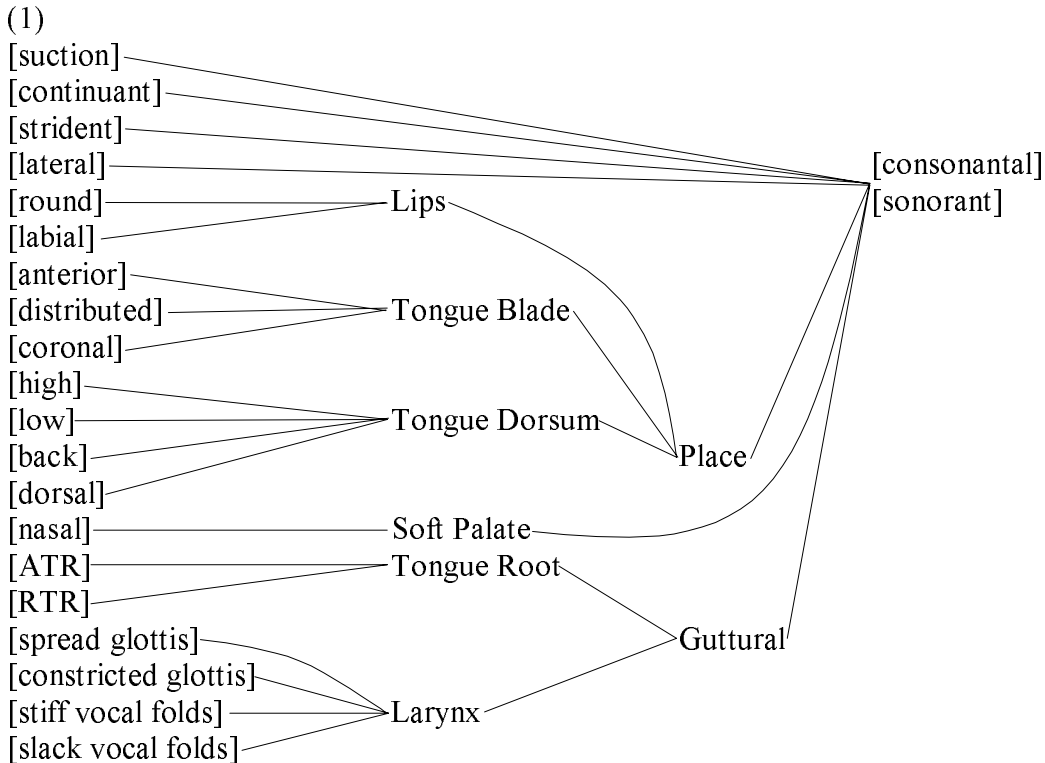 (1)
[suction]
[continuant]
[strident]
[lateral]
[consonantal]
[round]
Lips
[sonorant]
[labial]
[anterior]
[distributed]
Tongue Blade
[coronal]
[high]
[low]
Tongue Dorsum
[back]
Place
[dorsal]
[nasal]
Soft Palate
[ATR]
Tongue Root
[RTR]
[spread glottis]
Guttural
[constricted glottis]
[stiff vocal folds]
Larynx
[slack vocal folds]